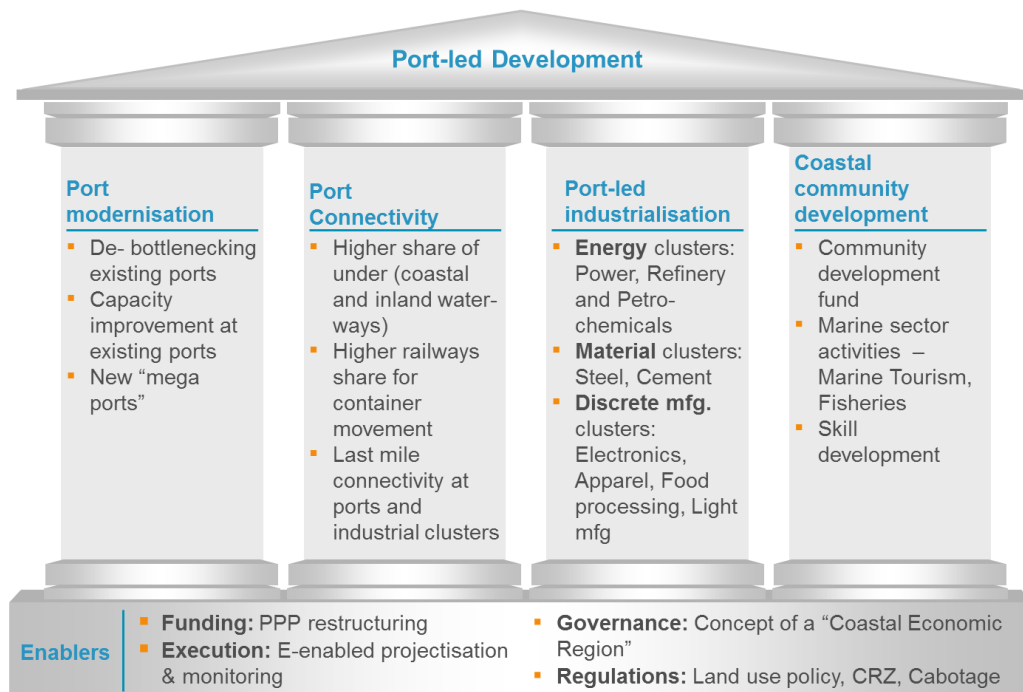 Port-led Development
Port
modernisation
▪ De- bottlenecking
existing ports
▪ Capacity
improvement at
existing ports
▪ New “mega
ports”
Port
Connectivity
▪ Higher share of
under (coastal
and inland water-
ways)
▪ Higher railways
share for
container
movement
▪ Last mile
connectivity at
ports and
industrial clusters
Port-led
industrialisation
▪ Energy clusters:
Power, Refinery
and Petro-
chemicals
▪ Material clusters:
Steel, Cement
▪ Discrete mfg.
clusters:
Electronics,
Apparel, Food
processing, Light
mfg
Coastal
community
development
▪ Community
development
fund
▪ Marine sector
activities –
Marine Tourism,
Fisheries
▪ Skill
development
Enablers
▪ Funding: PPP restructuring
▪ Execution: E-enabled projectisation
& monitoring
▪ Governance: Concept of a “Coastal Economic
Region”
▪ Regulations: Land use policy, CRZ, Cabotage